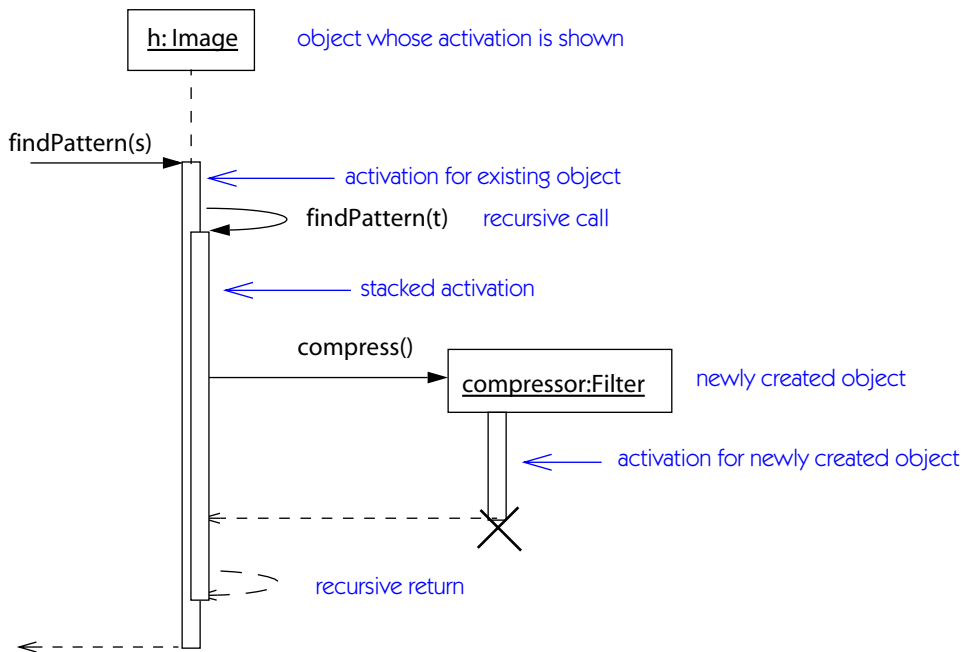 h: Image
object whose activation is shown
findPattern(s)
activation for existing object
findPattern(t)
recursive call
stacked activation
compress()
compressor:Filter
newly created object
activation for newly created object
recursive return